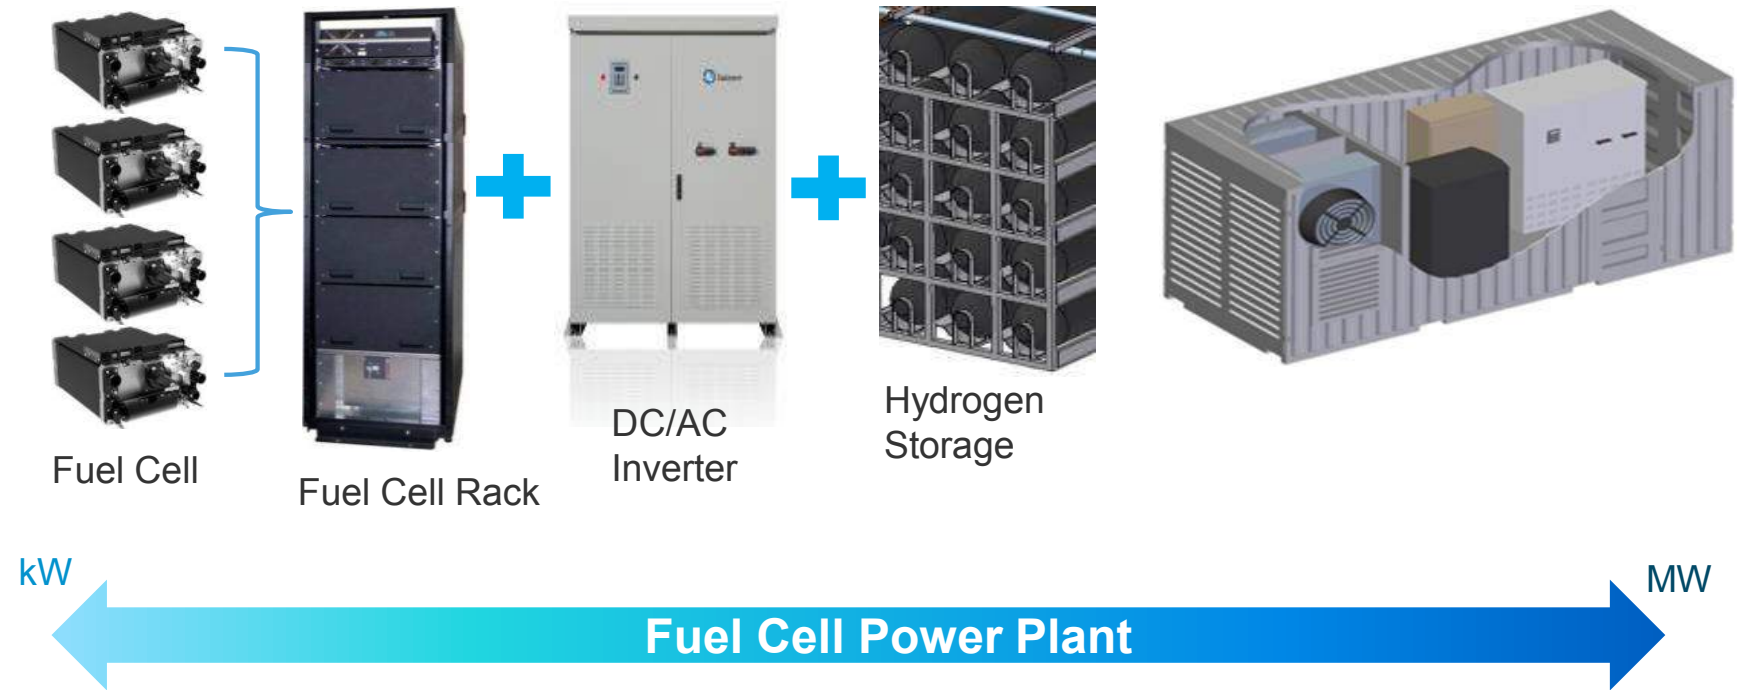 Fuel Cell
Fuel Cell Rack
DC/AC
Inverter
Hydrogen
Storage
kW
MW
Fuel Cell Power Plant